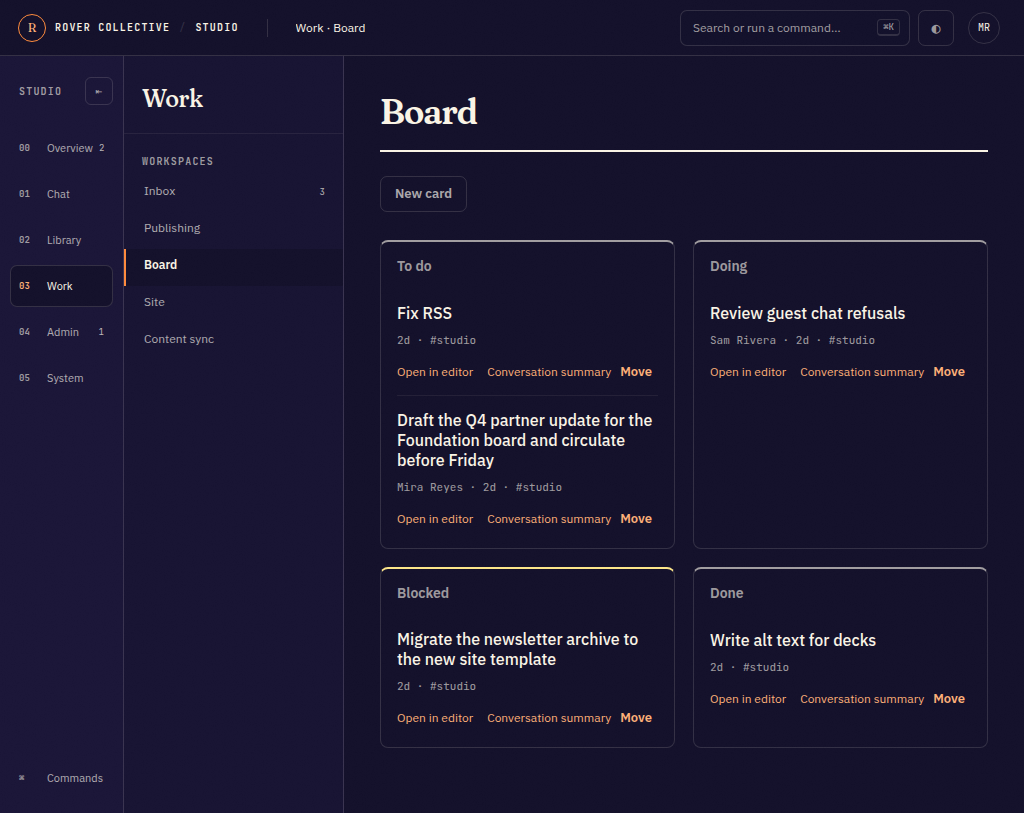 R ROVER COLLECTIVE / STUDIO
Work · Board
Search or run a command... ⌘K
MR
STUDIO
00 Overview 2
01 Chat
02 Library
03 Work
04 Admin 1
05 System
⌘ Commands
Work
WORKSPACES
Inbox 3
Publishing
Board
Site
Content sync
Board
New card
To do
Fix RSS
2d · #studio
Open in editor Conversation summary Move
Draft the Q4 partner update for the
Foundation board and circulate
before Friday
Mira Reyes · 2d · #studio
Open in editor Conversation summary Move
Doing
Review guest chat refusals
Sam Rivera · 2d · #studio
Open in editor Conversation summary Move
Blocked
Migrate the newsletter archive to
the new site template
2d · #studio
Open in editor Conversation summary Move
Done
Write alt text for decks
2d · #studio
Open in editor Conversation summary Move